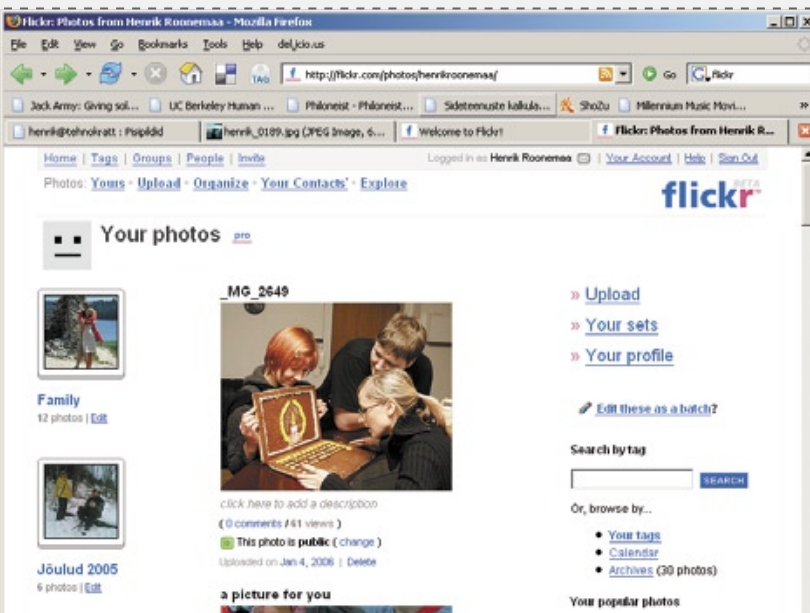 Flickr: Photos from Henrik Roonemaa - Mozilla Firefox
File Edit View Go Bookmarks Tools Help del.icio.us
TAG http://flickr.com/photos/henrikroonemaa/ Go G flickr
Jack Army: Giving sol... UC Berkeley Human ... Philoneist - Philoneist... Sideteenuste kalkula... ShoZu Millennium Music Movi...
henrik@tehnokratt : Psipildid henrik_0189.jpg (JPEG Image, 6... Welcome to Flickr! Flickr: Photos from Henrik R...
Home | Tags | Groups | People | Invite Logged in as Henrik Roonemaa | Your Account | Help | Sign Out
Photos: Yours · Upload · Organize · Your Contacts' · Explore
flickr BETA
Your photos pro
_MG_2649
» Upload
» Your sets
» Your profile
Family
12 photos | Edit
Edit these as a batch?
Search by tag
SEARCH
click here to add a description
Or, browse by...
( 0 comments / 61 views )
This photo is public ( change )
Uploaded on Jan 4, 2006 | Delete
• Your tags
• Calendar
• Archives (30 photos)
Jõulud 2005
6 photos | Edit
a picture for you
Your popular photos